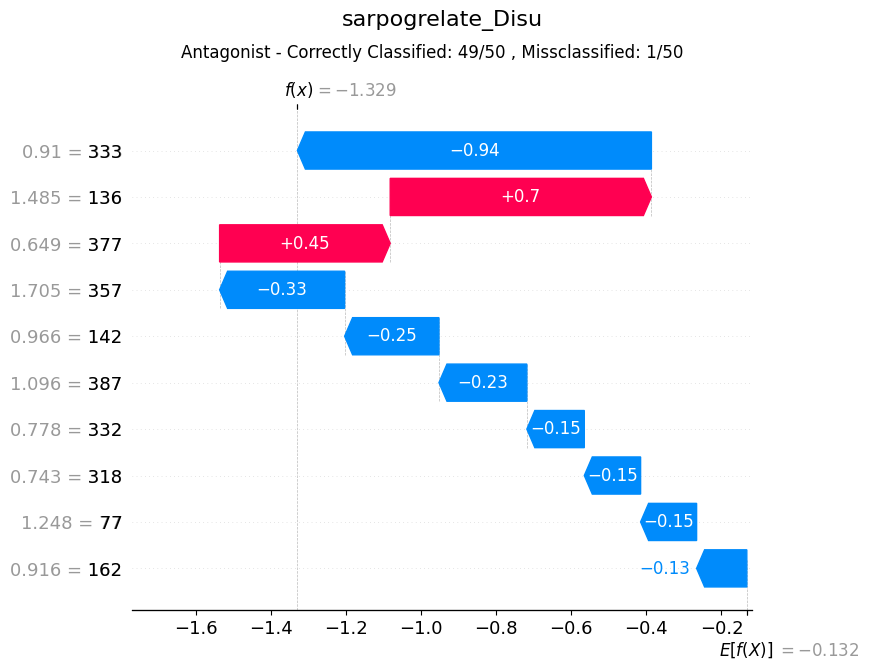 sarpogrelate_Disu
Antagonist - Correctly Classified: 49/50 , Missclassified: 1/50
f(x) = −1.329
0.91 = 333 −0.94
1.485 = 136 +0.7
0.649 = 377 +0.45
1.705 = 357 −0.33
0.966 = 142 −0.25
1.096 = 387 −0.23
0.778 = 332 −0.15
0.743 = 318 −0.15
1.248 = 77 −0.15
0.916 = 162 −0.13
−1.6 −1.4 −1.2 −1.0 −0.8 −0.6 −0.4 −0.2
E[f(X)] = −0.132